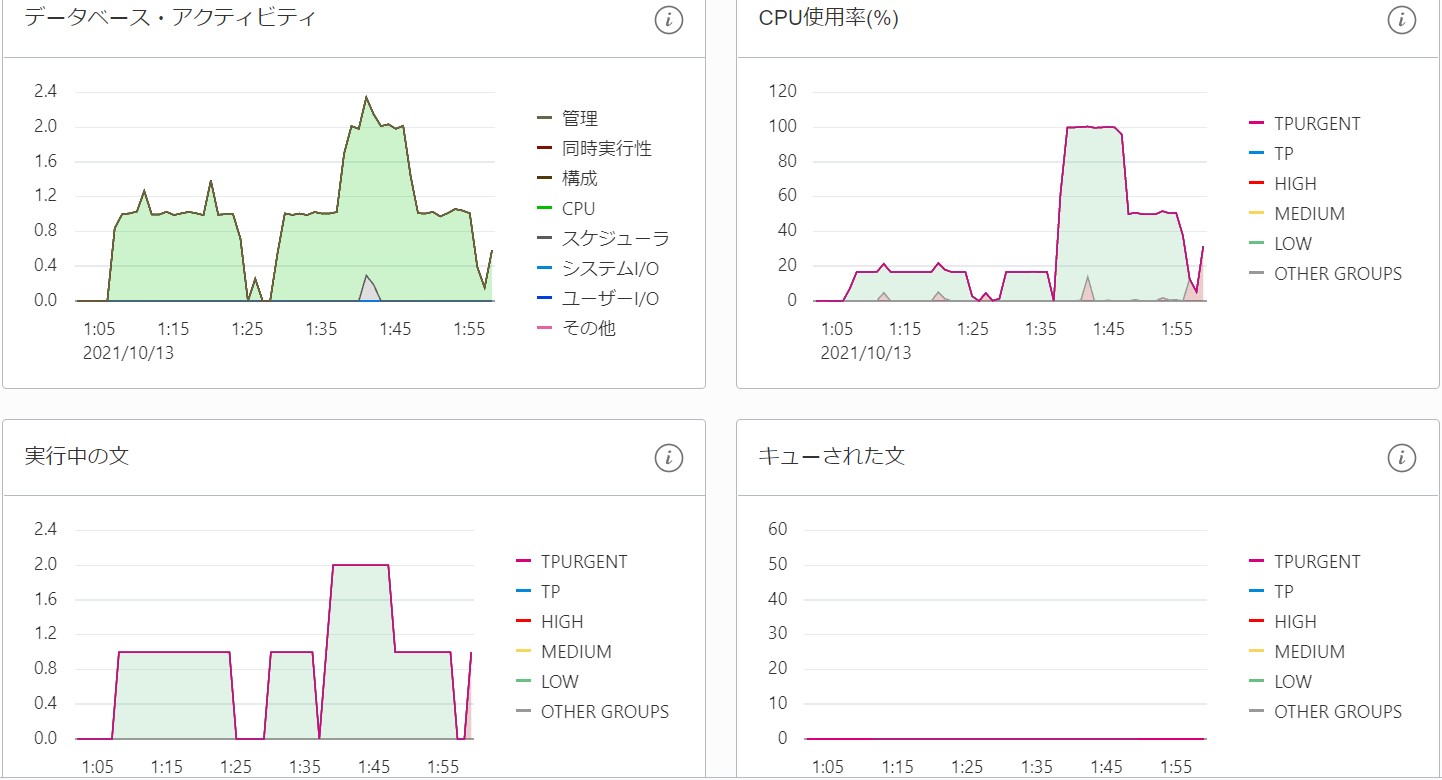 データベース・アクティビティ
i
2.4
2.0
1.6
1.2
0.8
0.4
0.0
1:05 1:15 1:25 1:35 1:45 1:55
2021/10/13
管理
同時実行性
構成
CPU
スケジューラ
システムI/O
ユーザーI/O
その他
CPU使用率(%)
i
120
100
80
60
40
20
0
1:05 1:15 1:25 1:35 1:45 1:55
2021/10/13
TPURGENT
TP
HIGH
MEDIUM
LOW
OTHER GROUPS
実行中の文
i
2.4
2.0
1.6
1.2
0.8
0.4
0.0
1:05 1:15 1:25 1:35 1:45 1:55
TPURGENT
TP
HIGH
MEDIUM
LOW
OTHER GROUPS
キューされた文
i
60
50
40
30
20
10
0
1:05 1:15 1:25 1:35 1:45 1:55
TPURGENT
TP
HIGH
MEDIUM
LOW
OTHER GROUPS